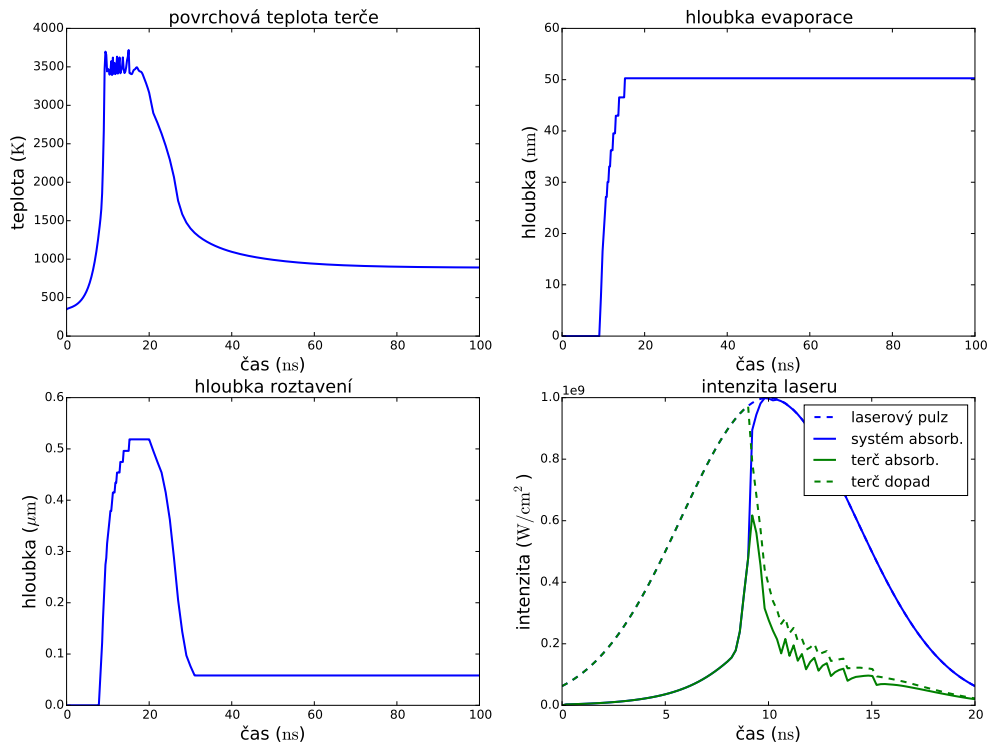 povrchová teplota terče
4000
3500
3000
2500
2000
1500
1000
500
0
teplota (K)
0 20 40 60 80 100
čas (ns)
hloubka evaporace
60
50
40
30
20
10
0
hloubka (nm)
0 20 40 60 80 100
čas (ns)
hloubka roztavení
0.6
0.5
0.4
0.3
0.2
0.1
0.0
hloubka (μm)
0 20 40 60 80 100
čas (ns)
intenzita laseru
1e9
1.0
0.8
0.6
0.4
0.2
0.0
intenzita (W/cm²)
laserový pulz
systém absorb.
terč absorb.
terč dopad
0 5 10 15 20
čas (ns)